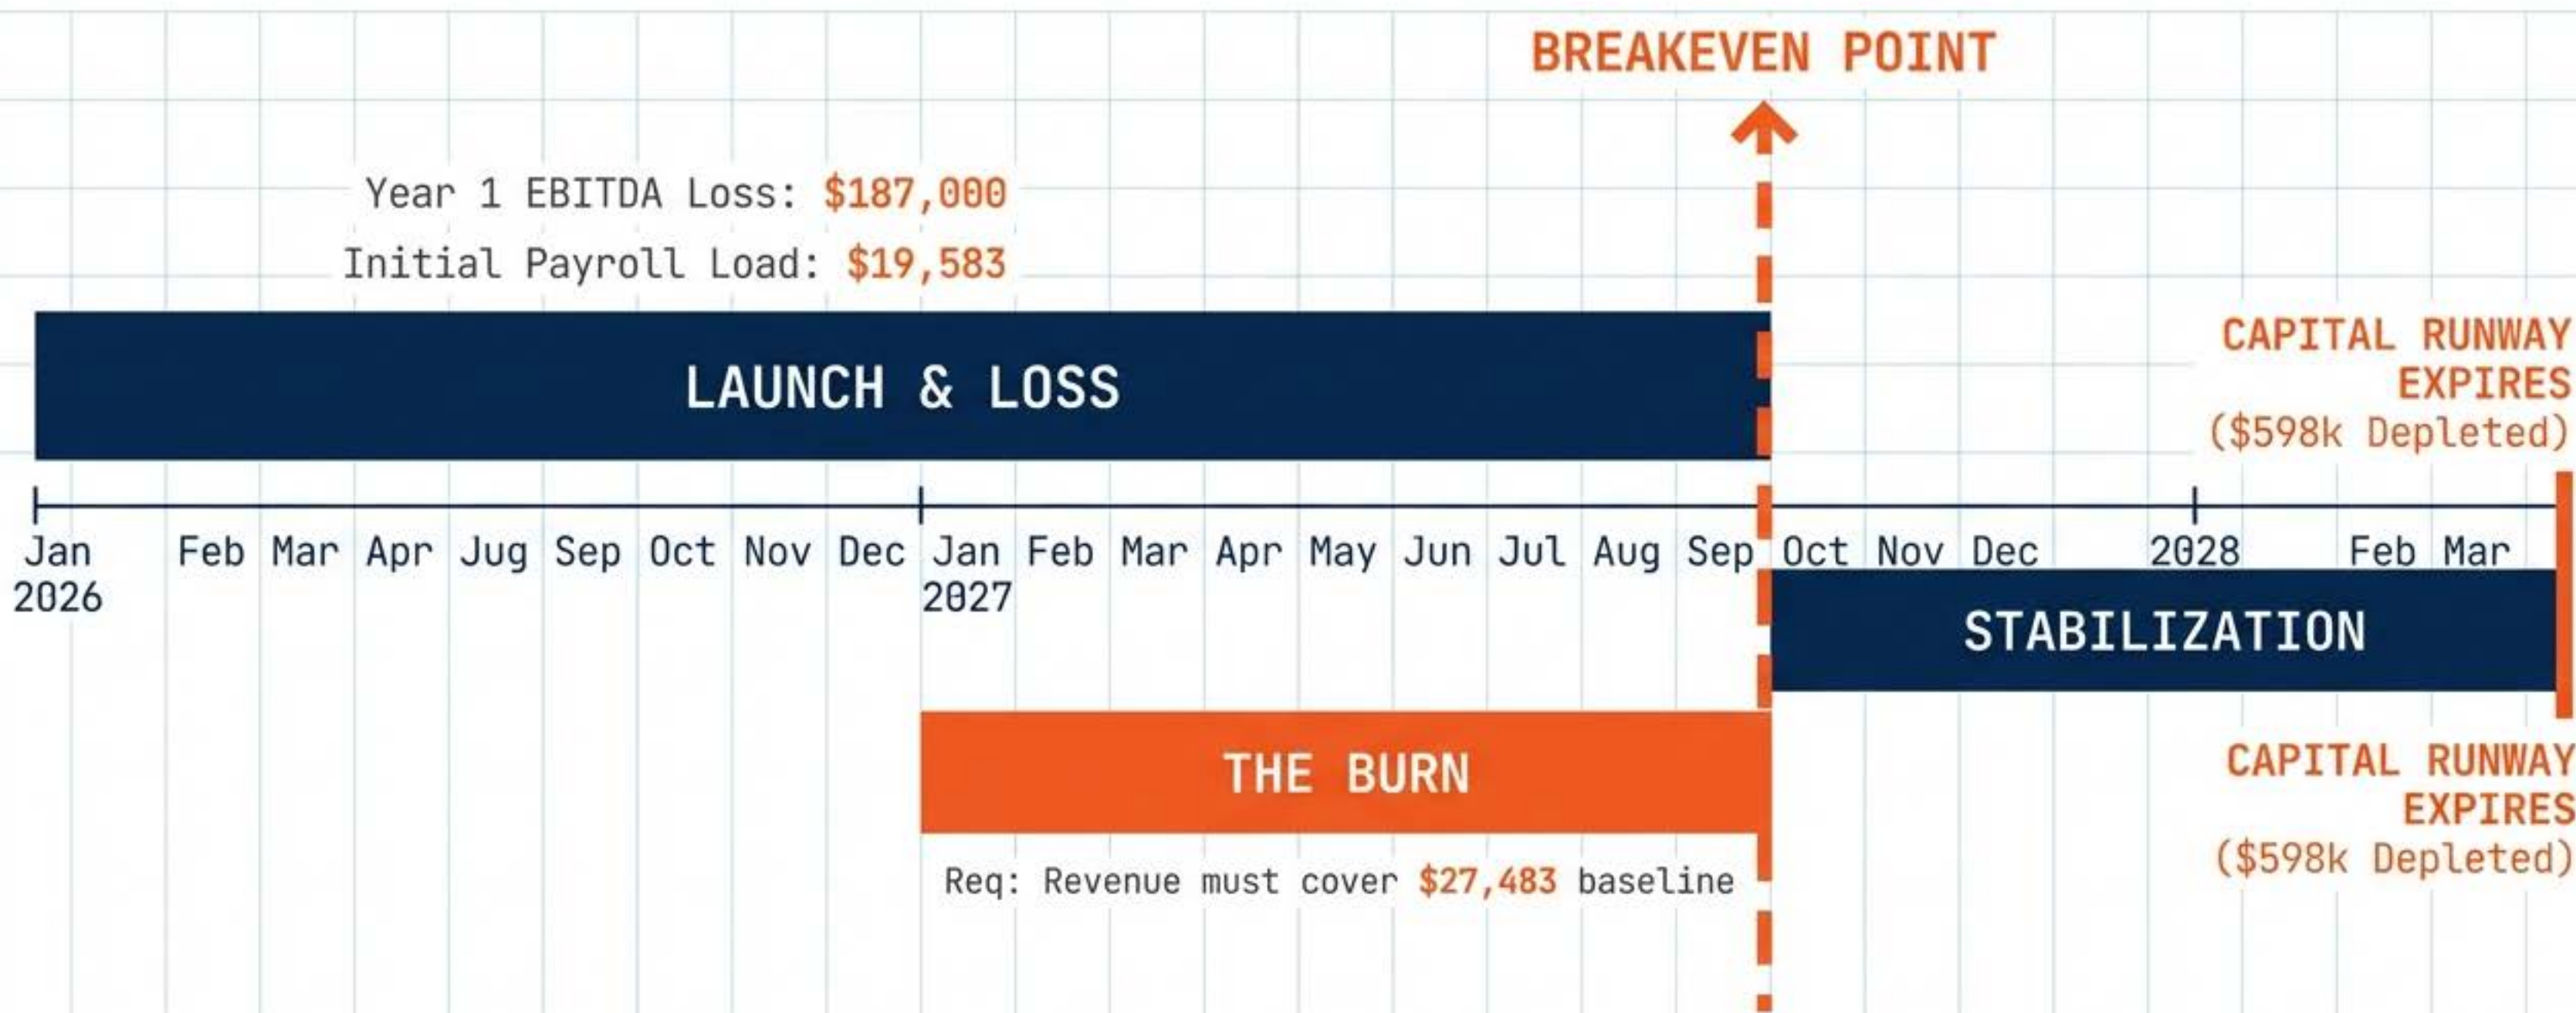 BREAKEVEN POINT
Year 1 EBITDA Loss: $187,000
Initial Payroll Load: $19,583
LAUNCH & LOSS
CAPITAL RUNWAY
EXPIRES
($598k Depleted)
Jan Feb Mar Apr Jug Sep Oct Nov Dec Jan Feb Mar Apr May Jun Jul Aug Sep Oct Nov Dec 2028 Feb Mar
2026 2027
STABILIZATION
THE BURN
CAPITAL RUNWAY
EXPIRES
($598k Depleted)
Req: Revenue must cover $27,483 baseline